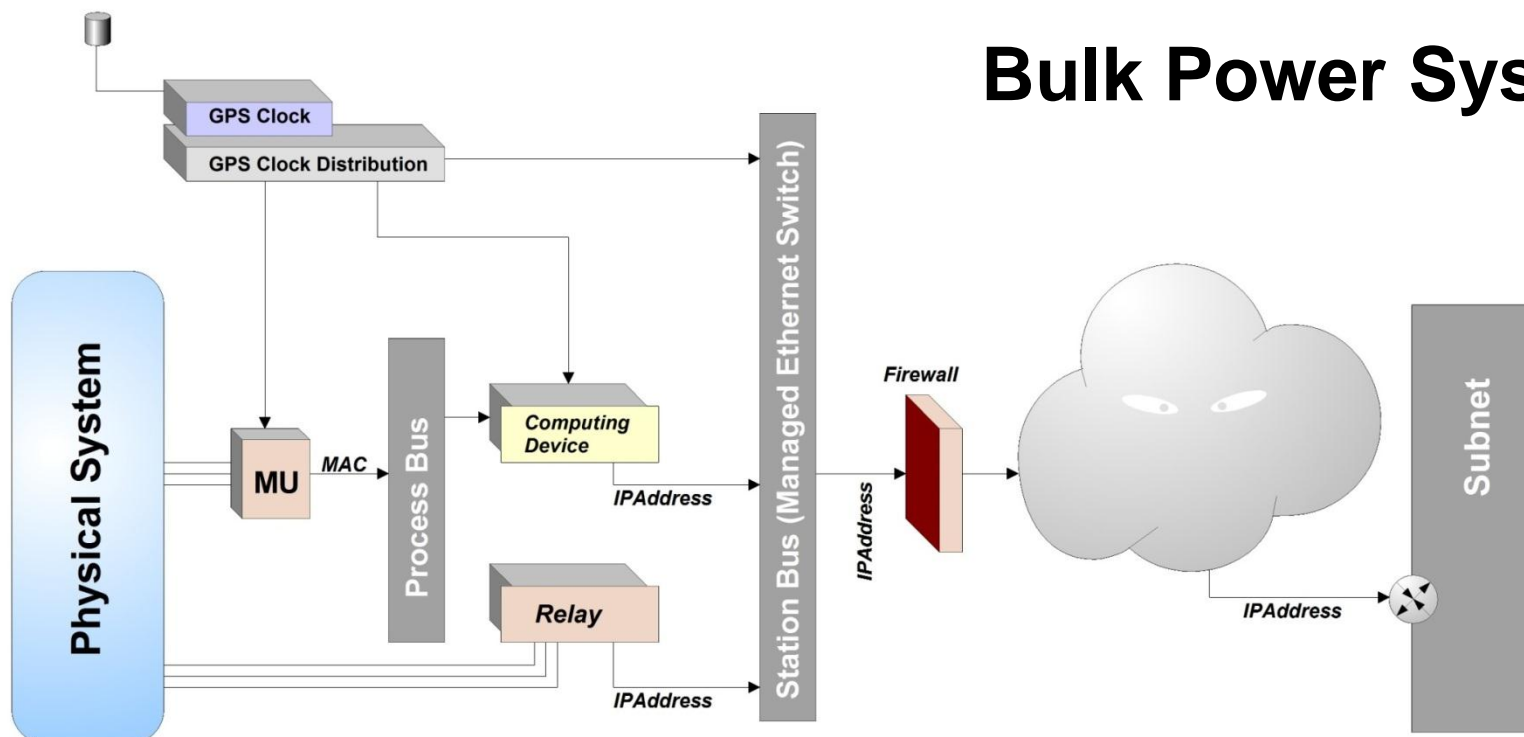 Bulk Power Sys
GPS Clock
GPS Clock Distribution
Physical System
MU
MAC
Process Bus
Computing
Device
IPAddress
Relay
IPAddress
Station Bus (Managed Ethernet Switch)
IPAddress
Firewall
IPAddress
Subnet